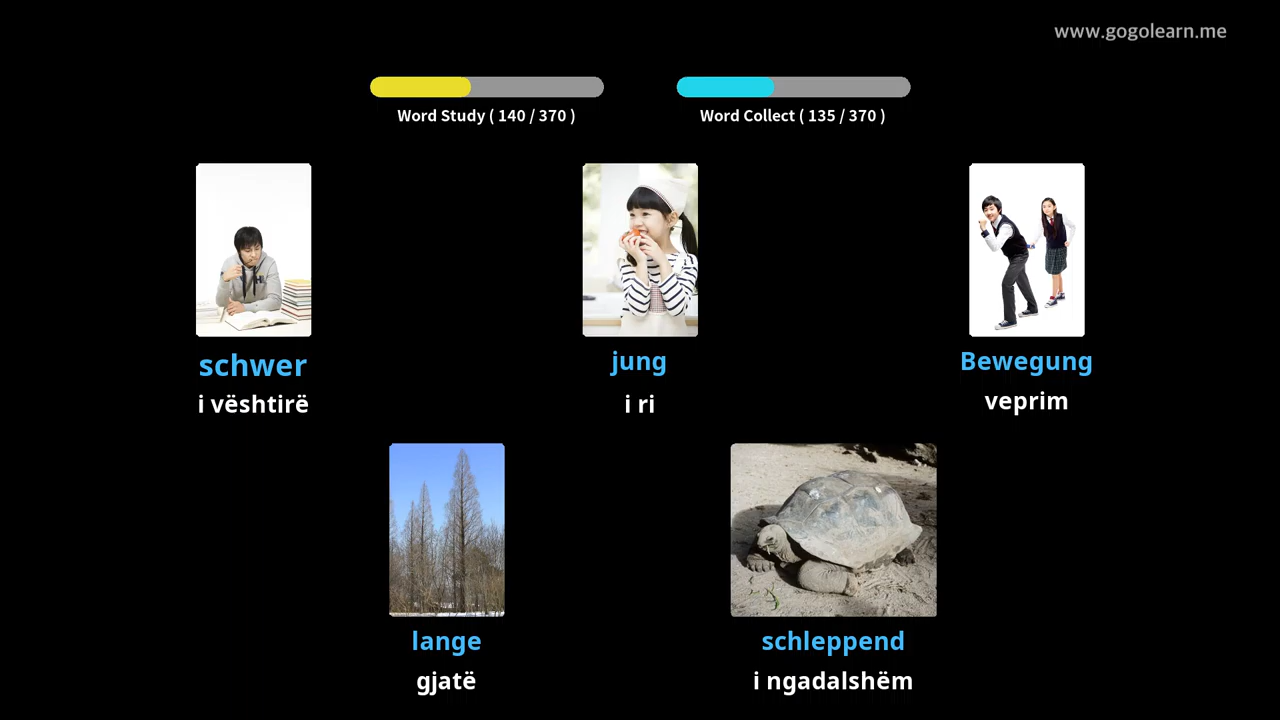 www.gogolearn.me
Word Study ( 140 / 370 )
Word Collect ( 135 / 370 )
schwer
i vështirë
jung
i ri
Bewegung
veprim
lange
gjatë
schleppend
i ngadalshëm